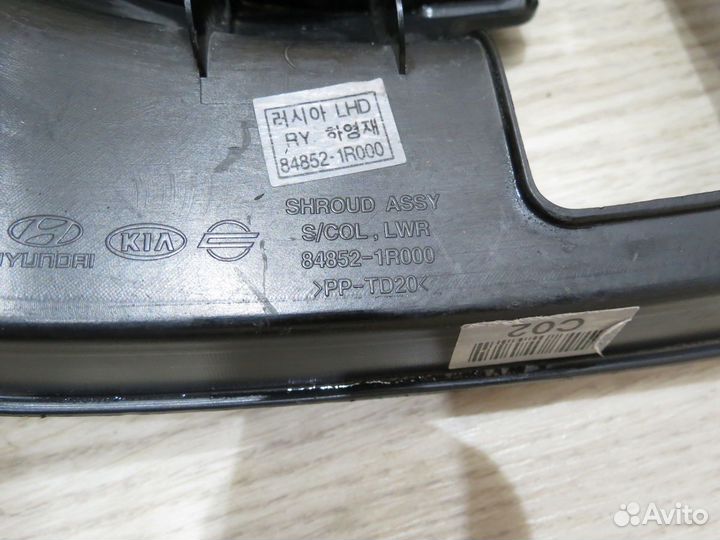 러시아 LHD
RY 하영재
84852-1R000
SHROUD ASSY
S/COL, LWR
84852-1R000
>PP-TD20<
HYUNDAI
KIA
C02
Avito